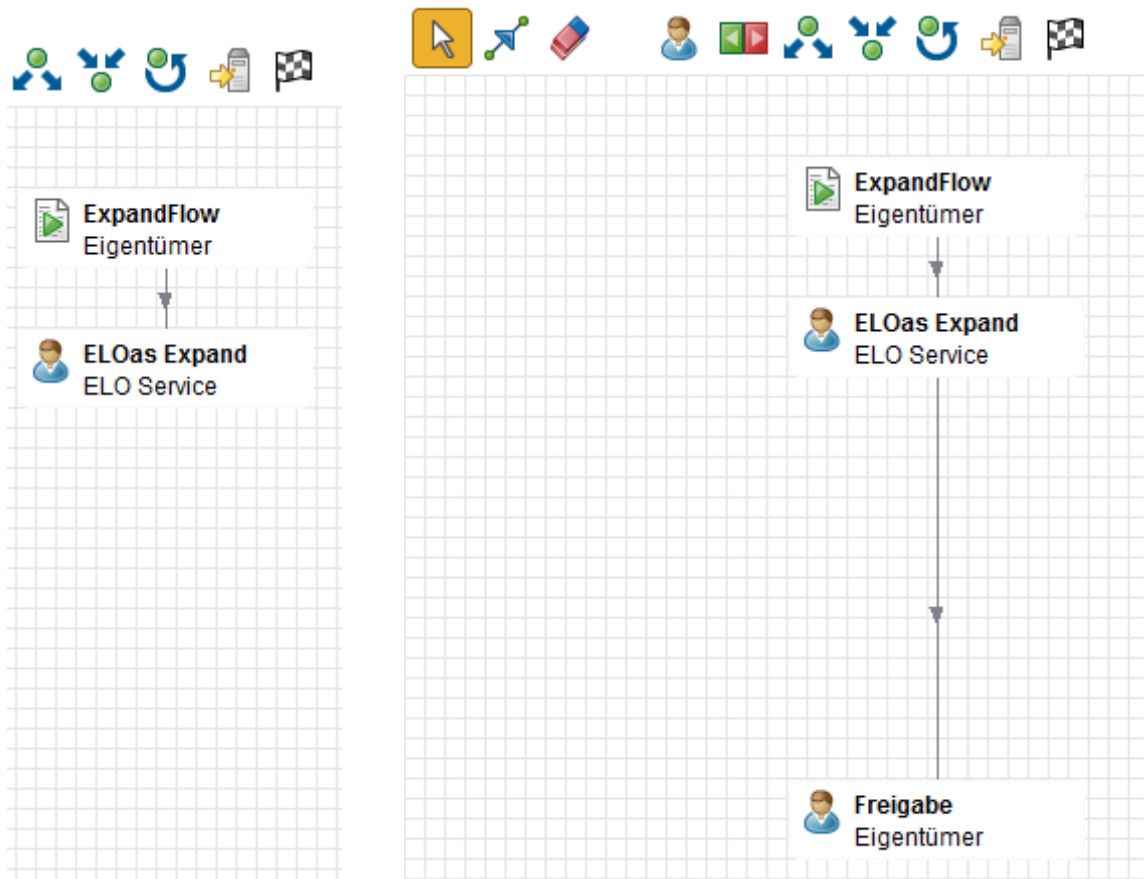 ExpandFlow
Eigentümer
ELOas Expand
ELO Service
ExpandFlow
Eigentümer
ELOas Expand
ELO Service
Freigabe
Eigentümer